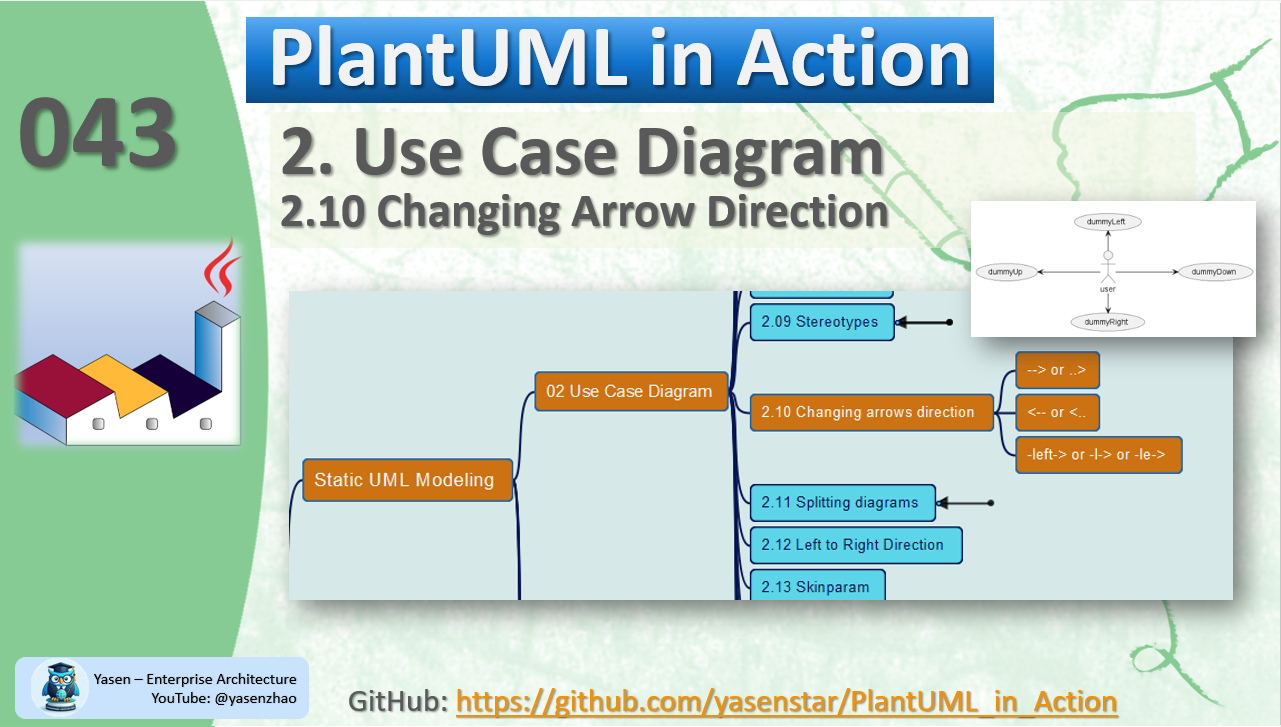 PlantUML in Action
043
2. Use Case Diagram
2.10 Changing Arrow Direction
dummyLeft
dummyUp
dummyDown
user
dummyRight
2.09 Stereotypes
--> or ..>
02 Use Case Diagram
2.10 Changing arrows direction
<-- or <..
-left-> or -l-> or -le->
Static UML Modeling
2.11 Splitting diagrams
2.12 Left to Right Direction
2.13 Skinparam
Yasen – Enterprise Architecture
YouTube: @yasenzhao
GitHub: https://github.com/yasenstar/PlantUML_in_Action